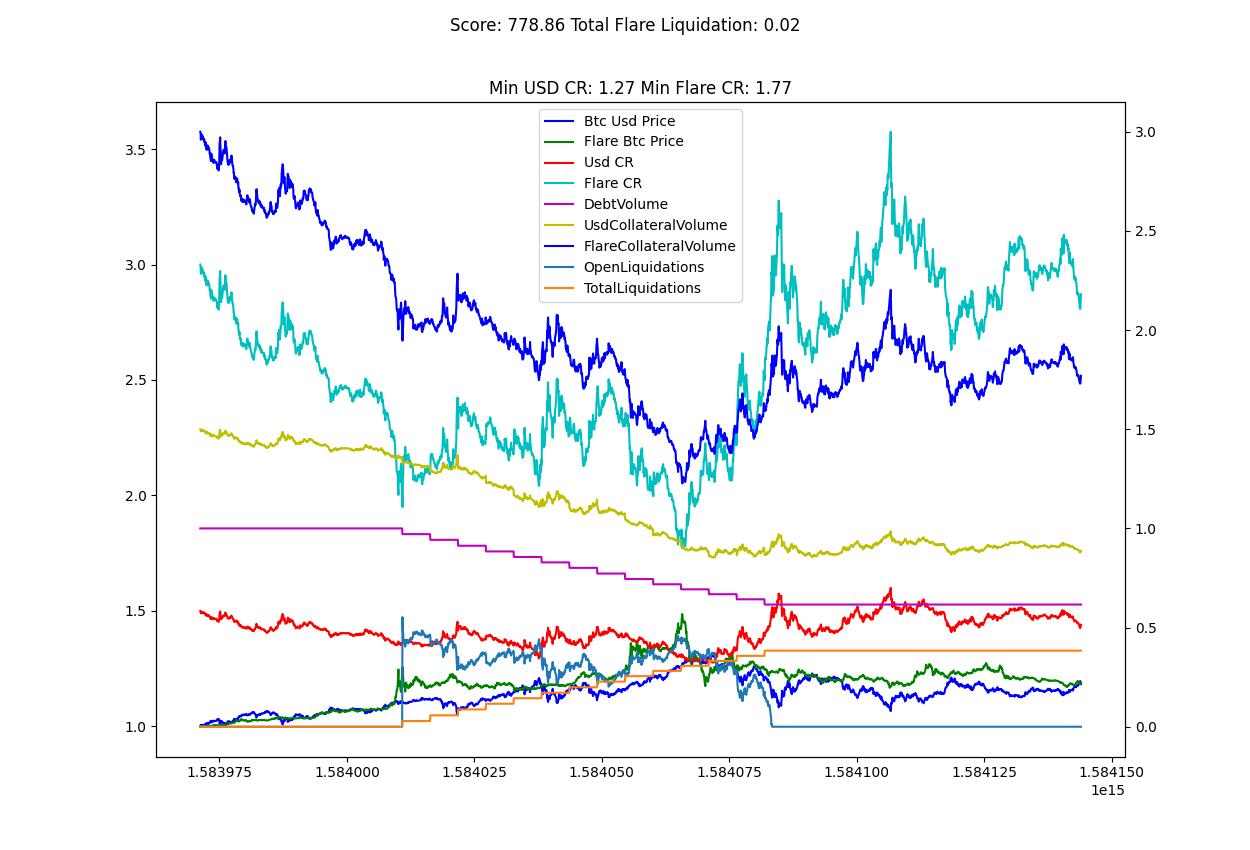 Score: 778.86 Total Flare Liquidation: 0.02
Min USD CR: 1.27 Min Flare CR: 1.77
Btc Usd Price
Flare Btc Price
Usd CR
Flare CR
DebtVolume
UsdCollateralVolume
FlareCollateralVolume
OpenLiquidations
TotalLiquidations
3.5
3.0
2.5
2.0
1.5
1.0
3.0
2.5
2.0
1.5
1.0
0.5
0.0
1.583975 1.584000 1.584025 1.584050 1.584075 1.584100 1.584125 1.584150
1e15